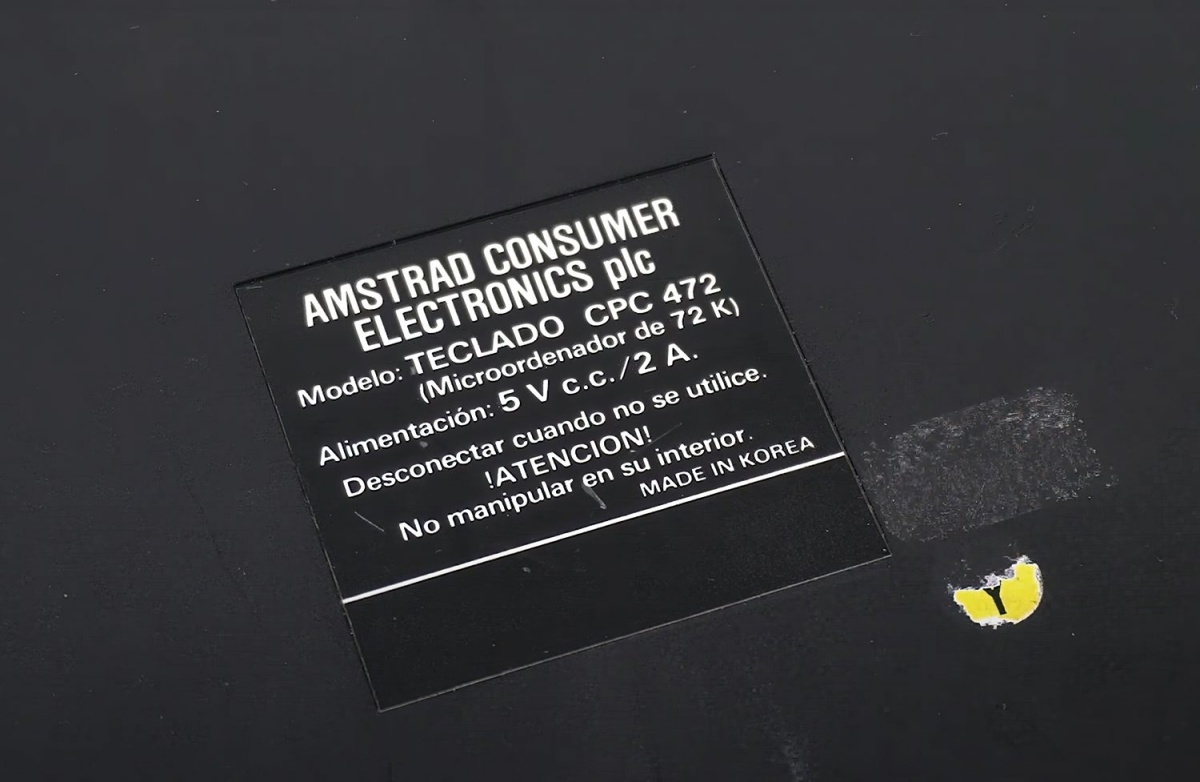 AMSTRAD CONSUMER
ELECTRONICS plc
Modelo: TECLADO CPC 472
(Microordenador de 72 K)
Alimentación: 5 V c.c./2 A.
Desconectar cuando no se utilice.
!ATENCION!
No manipular en su interior.
MADE IN KOREA